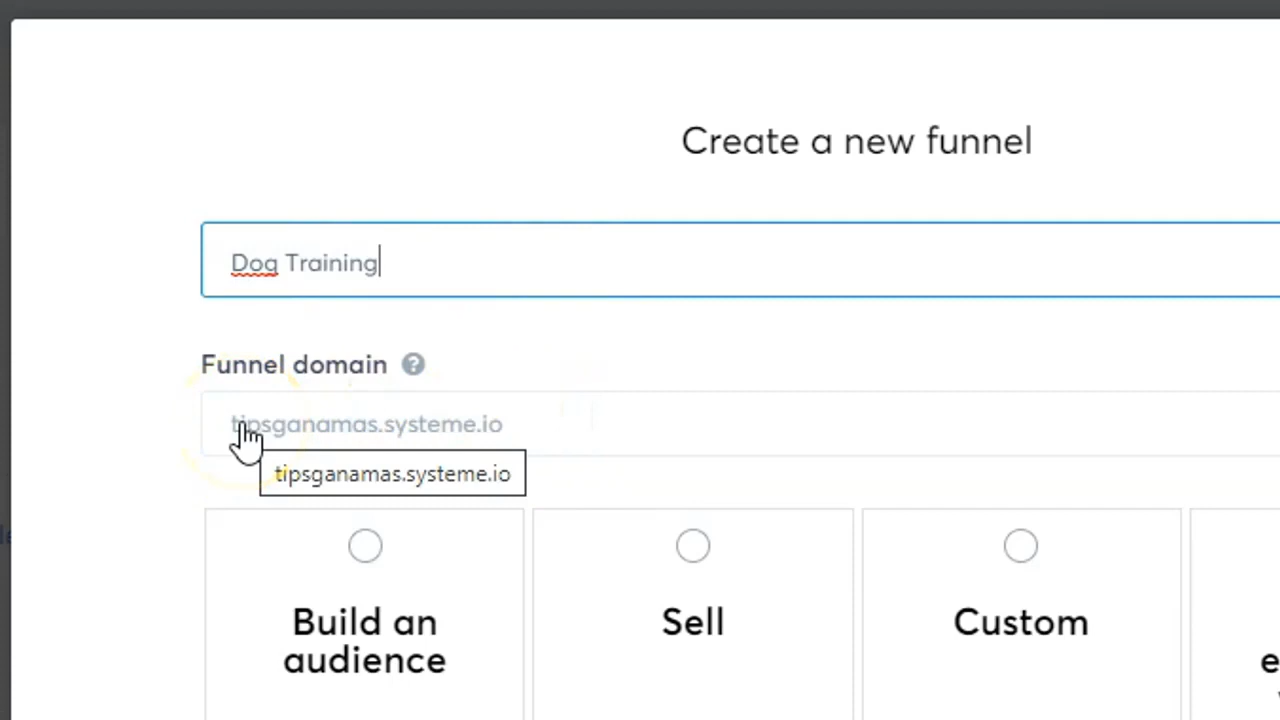 Create a new funnel
Dog Training
Funnel domain ?
tipsganamas.systeme.io
tipsganamas.systeme.io
Build an
audience
Sell
Custom